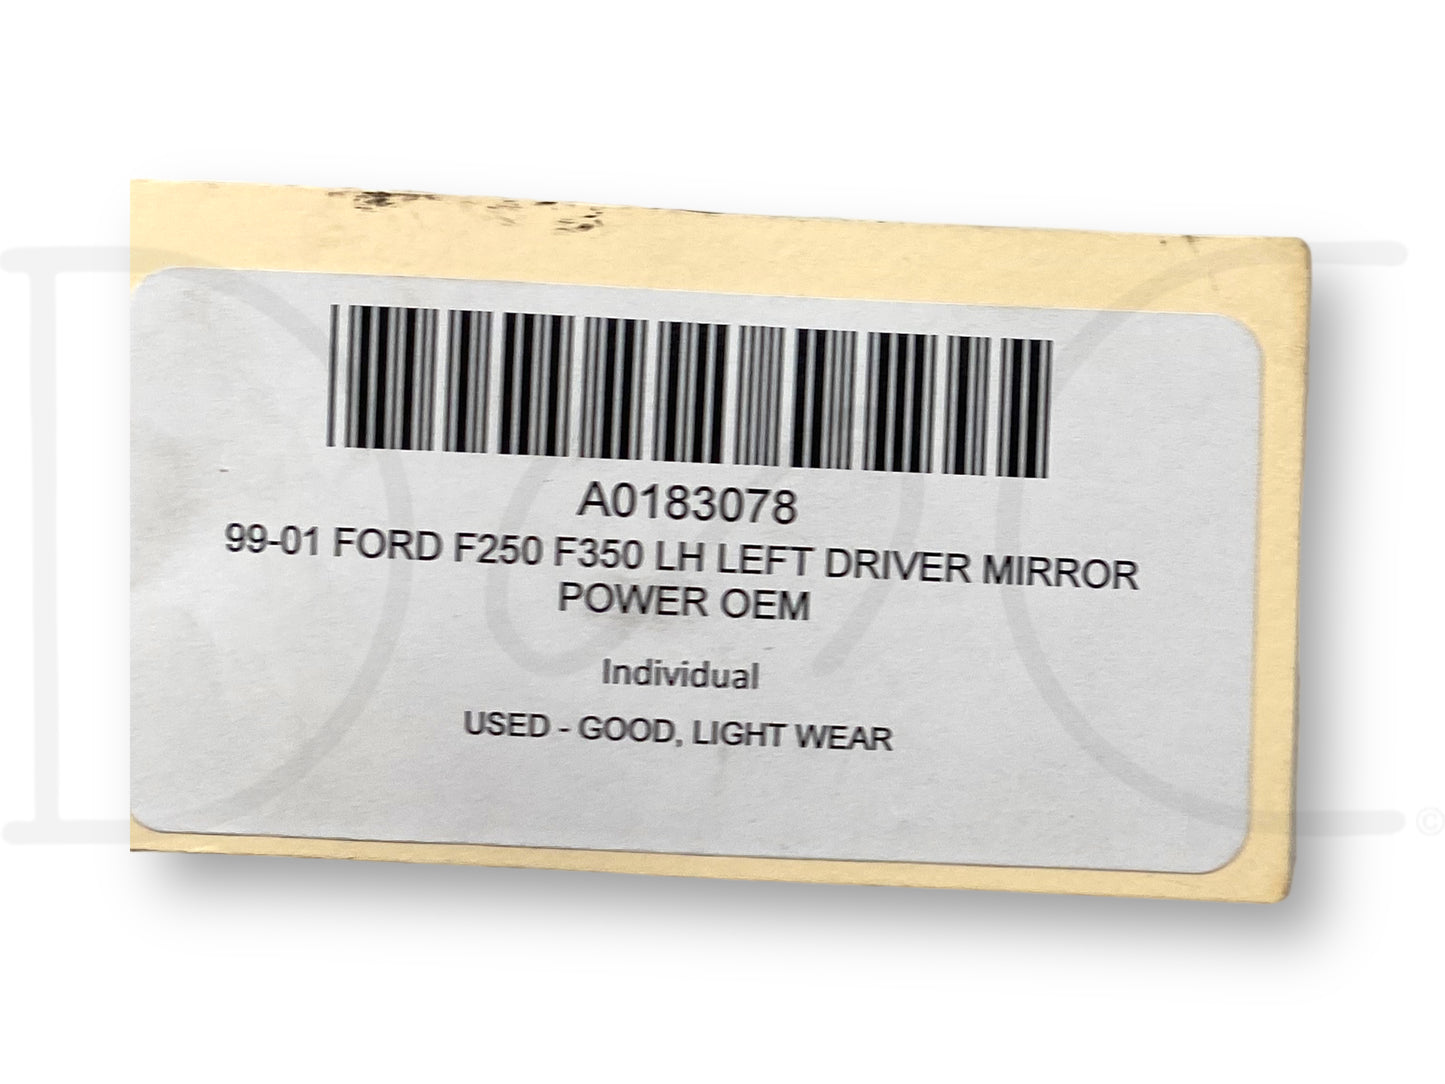 A0183078
99-01 FORD F250 F350 LH LEFT DRIVER MIRROR
POWER OEM
Individual
USED - GOOD, LIGHT WEAR
©